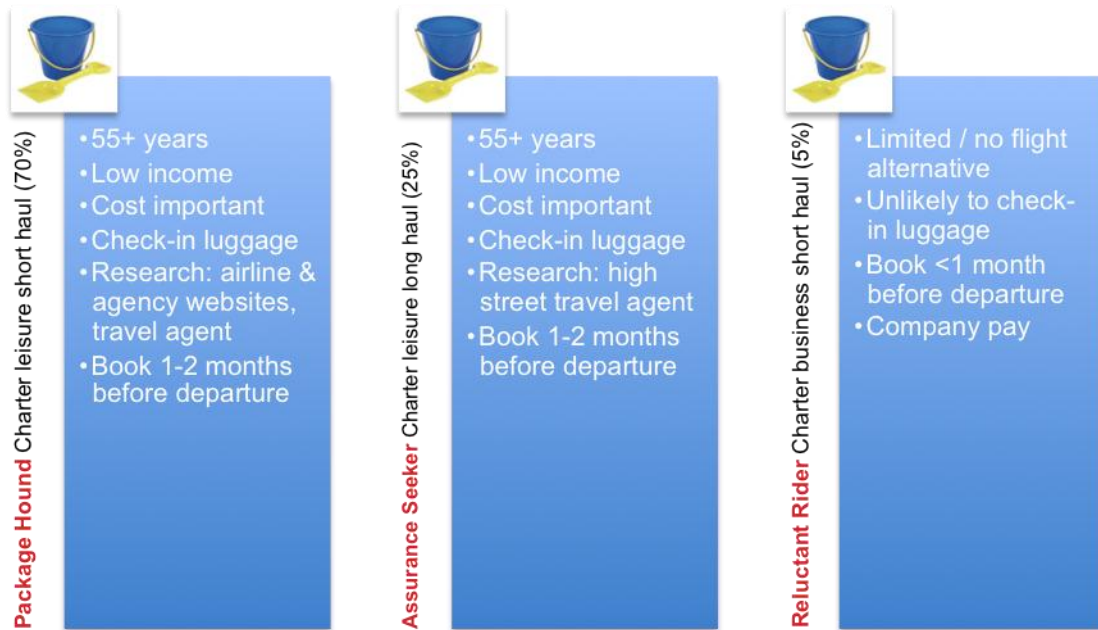 Package Hound Charter leisure short haul (70%)
•55+ years
•Low income
•Cost important
•Check-in luggage
•Research: airline &
agency websites,
travel agent
•Book 1-2 months
before departure
Assurance Seeker Charter leisure long haul (25%)
•55+ years
•Low income
•Cost important
•Check-in luggage
•Research: high
street travel agent
•Book 1-2 months
before departure
Reluctant Rider Charter business short haul (5%)
•Limited / no flight
alternative
•Unlikely to check-
in luggage
•Book <1 month
before departure
•Company pay